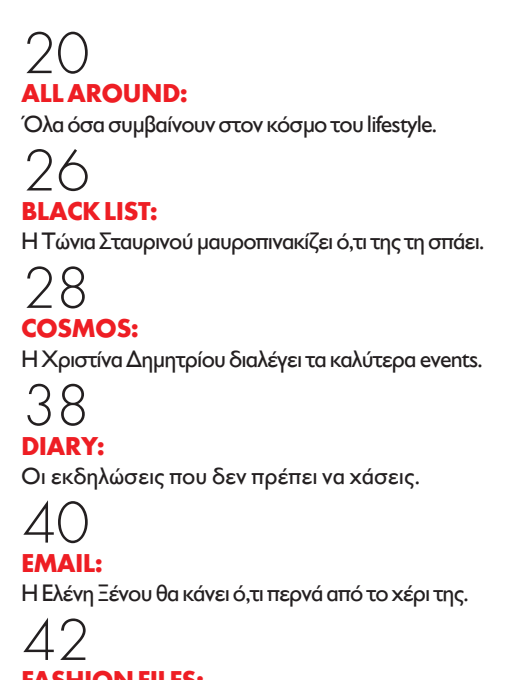 20
ALL AROUND:
Όλα όσα συμβαίνουν στον κόσμο του lifestyle.
26
BLACK LIST:
Η Τώνια Σταυρινού μαυροπινακίζει ό,τι της τη σπάει.
28
COSMOS:
Η Χριστίνα Δημητρίου διαλέγει τα καλύτερα events.
38
DIARY:
Οι εκδηλώσεις που δεν πρέπει να χάσεις.
40
EMAIL:
Η Ελένη Ξένου θα κάνει ό,τι περνά από το χέρι της.
42
FASHION FILES: